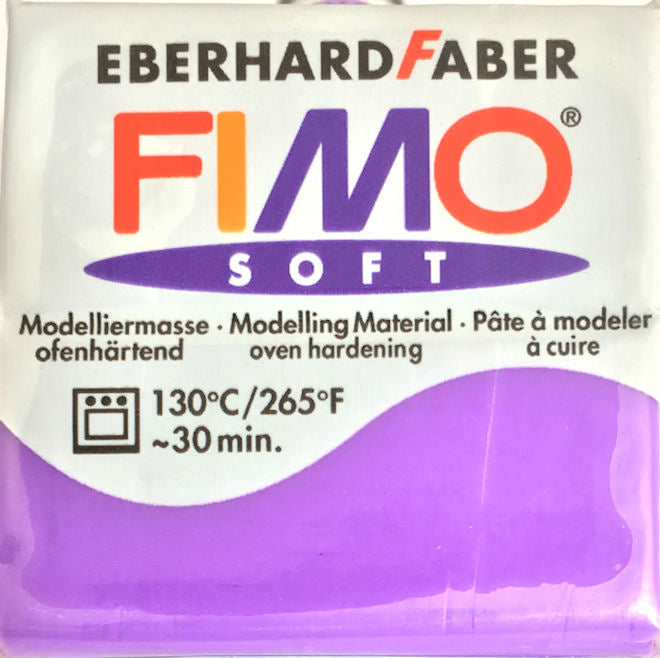 EBERHARDFABER
FIMO®
SOFT
Modelliermasse · Modelling Material · Pâte à modeler
ofenhärtend oven hardening à cuire
130°C/265°F
~30 min.